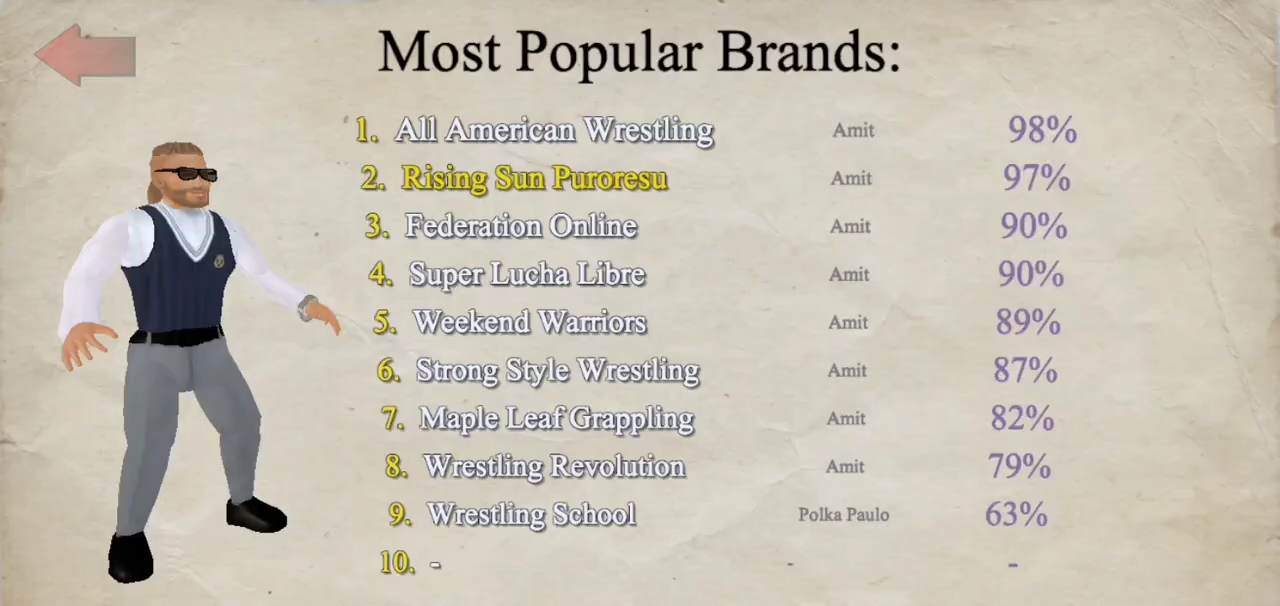 Most Popular Brands:
1. All American Wrestling Amit 98%
2. Rising Sun Puroresu Amit 97%
3. Federation Online Amit 90%
4. Super Lucha Libre Amit 90%
5. Weekend Warriors Amit 89%
6. Strong Style Wrestling Amit 87%
7. Maple Leaf Grappling Amit 82%
8. Wrestling Revolution Amit 79%
9. Wrestling School Polka Paulo 63%
10. - - -